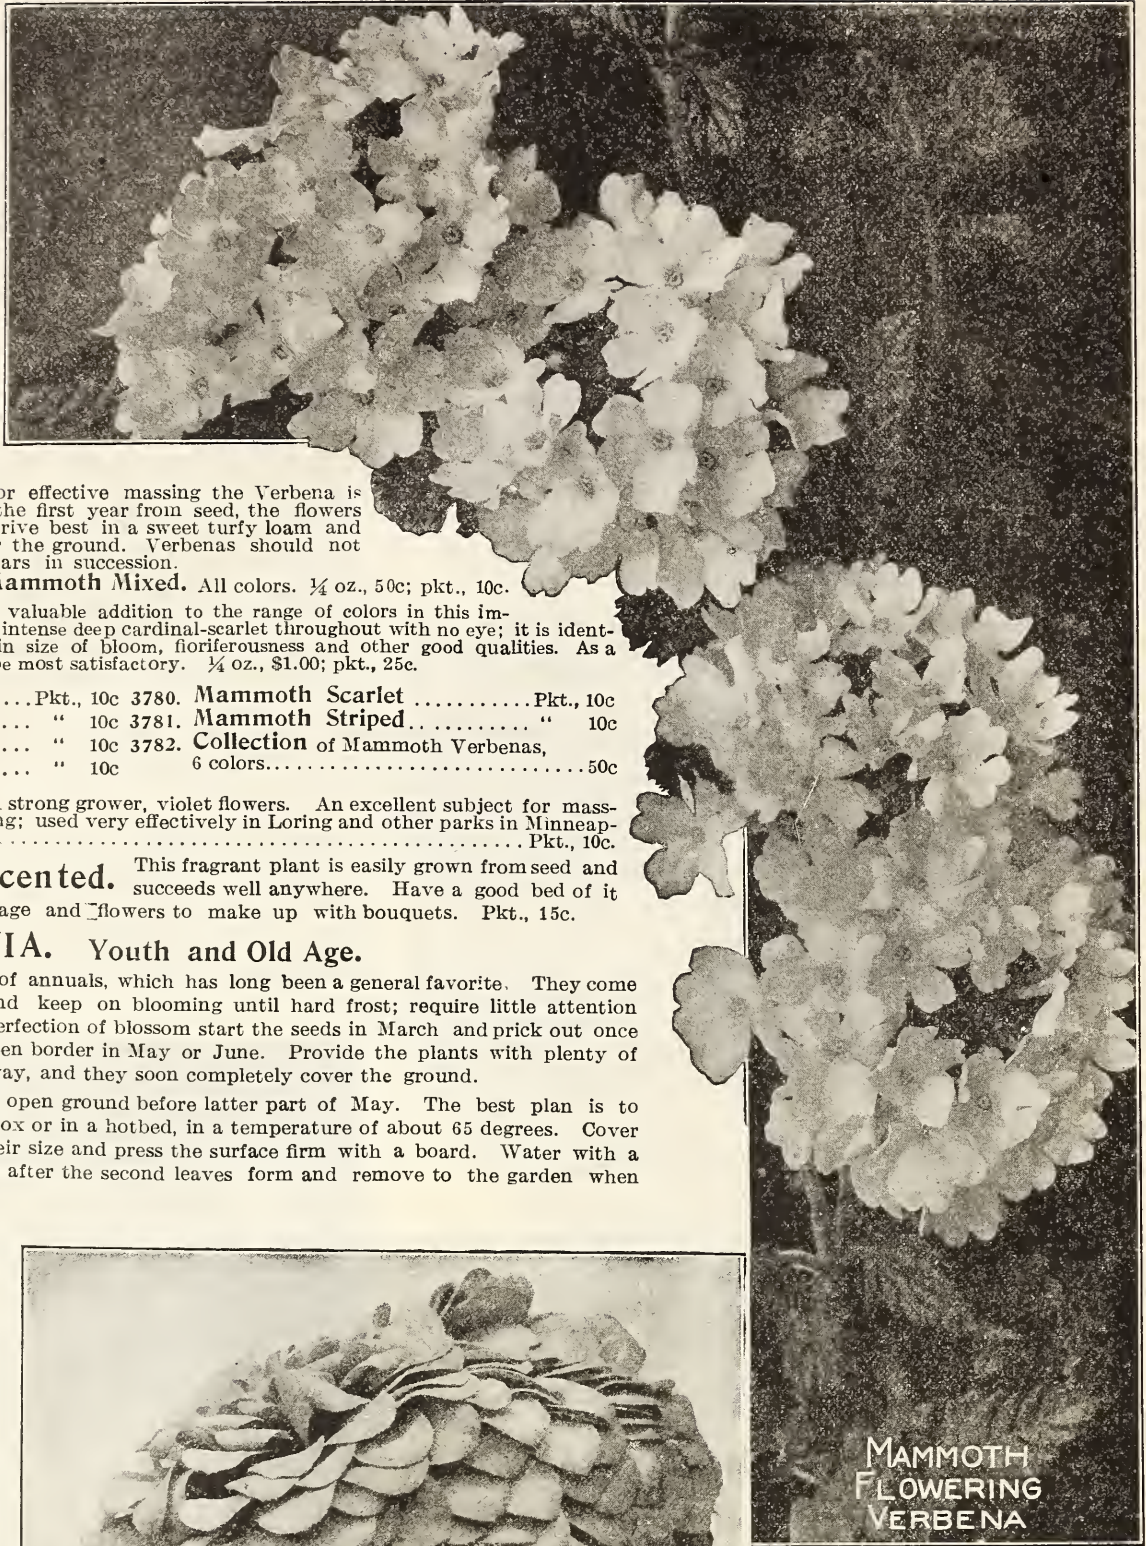 or effective massing the Verbena is
the first year from seed, the flowers
rive best in a sweet turfy loam and
the ground. Verbenas should not
ars in succession.
Mammoth Mixed. All colors. ¼ oz., 50c; pkt., 10c.
valuable addition to the range of colors in this im-
intense deep cardinal-scarlet throughout with no eye; it is ident-
in size of bloom, floriferousness and other good qualities. As a
e most satisfactory. ¼ oz., $1.00; pkt., 25c.
...Pkt., 10c 3780. Mammoth Scarlet ...........Pkt., 10c
... " 10c 3781. Mammoth Striped........... " 10c
... " 10c 3782. Collection of Mammoth Verbenas,
... " 10c 6 colors.............................50c
strong grower, violet flowers. An excellent subject for mass-
ng; used very effectively in Loring and other parks in Minneap-
................................................ Pkt., 10c.
cented. This fragrant plant is easily grown from seed and
succeeds well anywhere. Have a good bed of it
age and flowers to make up with bouquets. Pkt., 15c.
IA. Youth and Old Age.
of annuals, which has long been a general favorite. They come
nd keep on blooming until hard frost; require little attention
erfection of blossom start the seeds in March and prick out once
en border in May or June. Provide the plants with plenty of
ay, and they soon completely cover the ground.
open ground before latter part of May. The best plan is to
ox or in a hotbed, in a temperature of about 65 degrees. Cover
eir size and press the surface firm with a board. Water with a
after the second leaves form and remove to the garden when
MAMMOTH
FLOWERING
VERBENA